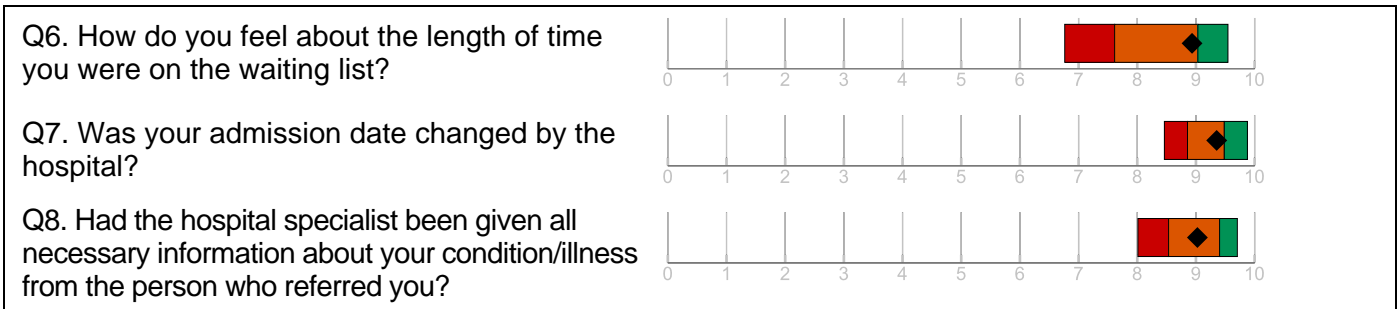 Q6. How do you feel about the length of time
you were on the waiting list?
0 1 2 3 4 5 6 7 8 9 10
Q7. Was your admission date changed by the
hospital?
0 1 2 3 4 5 6 7 8 9 10
Q8. Had the hospital specialist been given all
necessary information about your condition/illness
from the person who referred you?
0 1 2 3 4 5 6 7 8 9 10